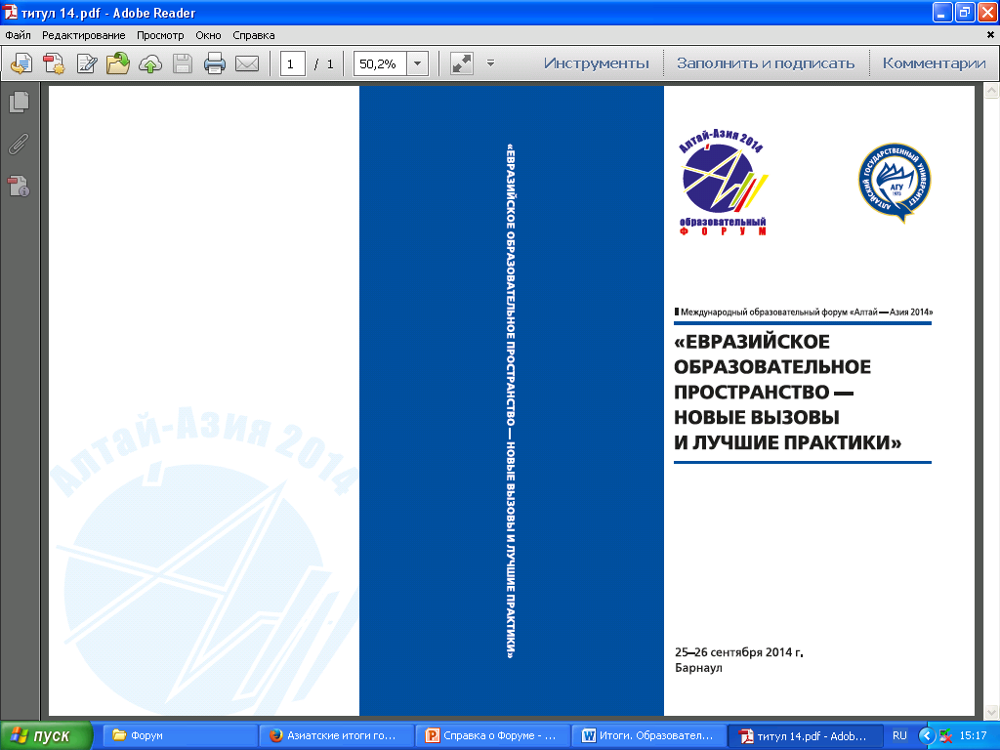 титул 14.pdf - Adobe Reader
Файл Редактирование Просмотр Окно Справка
1 / 1 50,2% Инструменты Заполнить и подписать Комментарии
Алтай-Азия 2014
«ЕВРАЗИЙСКОЕ ОБРАЗОВАТЕЛЬНОЕ ПРОСТРАНСТВО — НОВЫЕ ВЫЗОВЫ И ЛУЧШИЕ ПРАКТИКИ»
Алтай-Азия 2014
образовательный
ФОРУМ
АЛТАЙСКИЙ ГОСУДАРСТВЕННЫЙ УНИВЕРСИТЕТ
АГУ
1973
Международный образовательный форум «Алтай — Азия 2014»
«ЕВРАЗИЙСКОЕ
ОБРАЗОВАТЕЛЬНОЕ
ПРОСТРАНСТВО —
НОВЫЕ ВЫЗОВЫ
И ЛУЧШИЕ ПРАКТИКИ»
25–26 сентября 2014 г.
Барнаул
пуск Форум Азиатские итоги го... Справка о Форуме - ... Итоги. Образовател... титул 14.pdf - Adob... RU 15:17